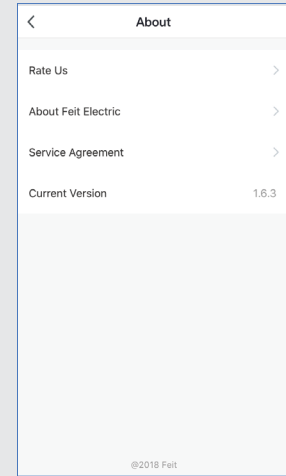 About
Rate Us
About Feit Electric
Service Agreement
Current Version 1.6.3
@2018 Feit